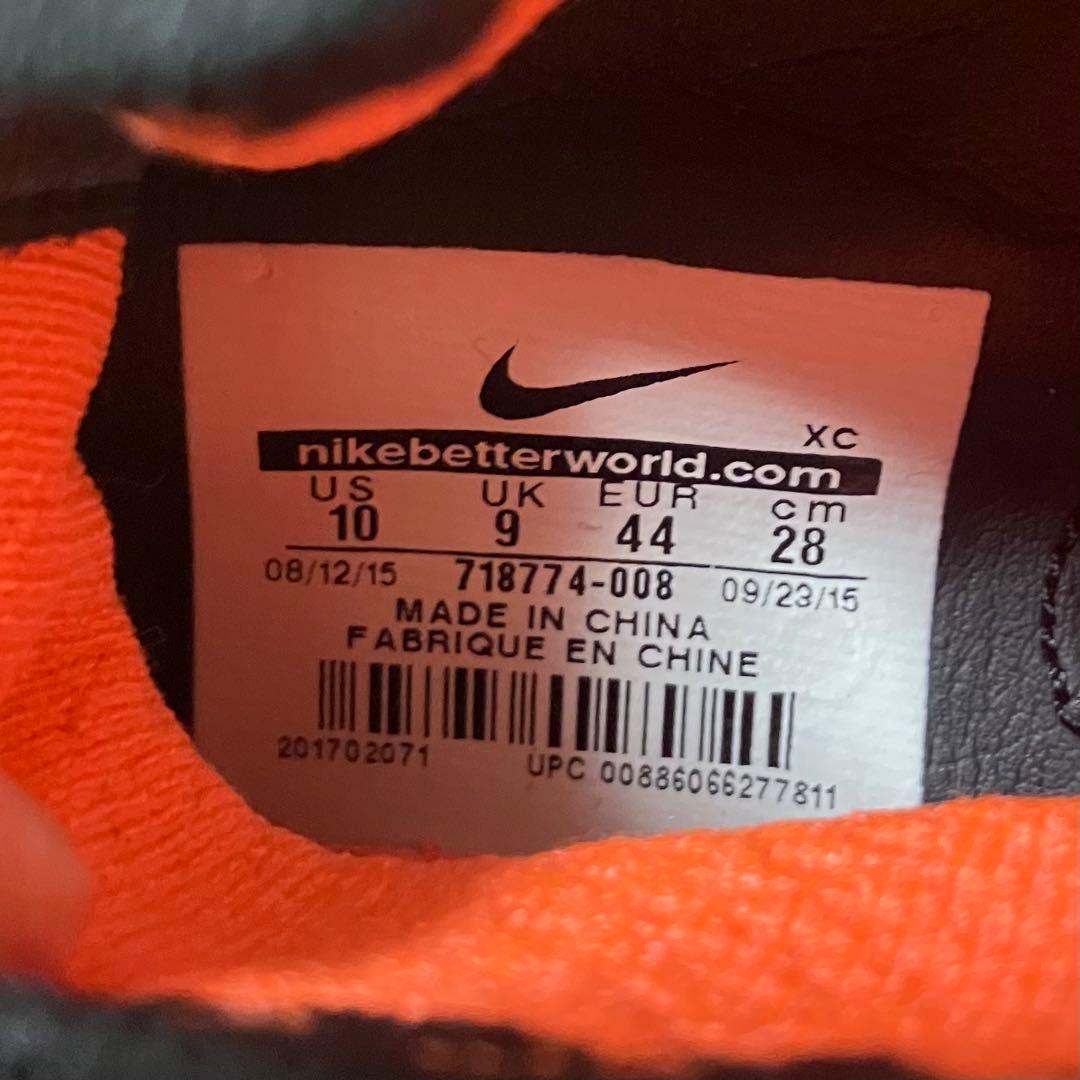 XC
nikebetterworld.com
US UK EUR cm
10 9 44 28
08/12/15 718774-008 09/23/15
MADE IN CHINA
FABRIQUE EN CHINE
201702071 UPC 00886066277811